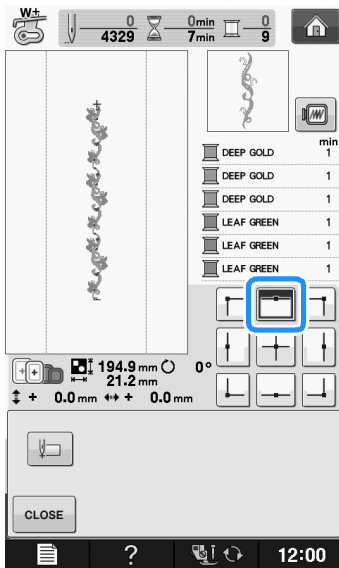 W+
0
4329
0min
7min
0
9
min
DEEP GOLD 1
DEEP GOLD 1
DEEP GOLD 1
LEAF GREEN 1
LEAF GREEN 1
LEAF GREEN 1
194.9 mm 0°
21.2 mm
+ 0.0 mm + 0.0 mm
CLOSE
? 12:00